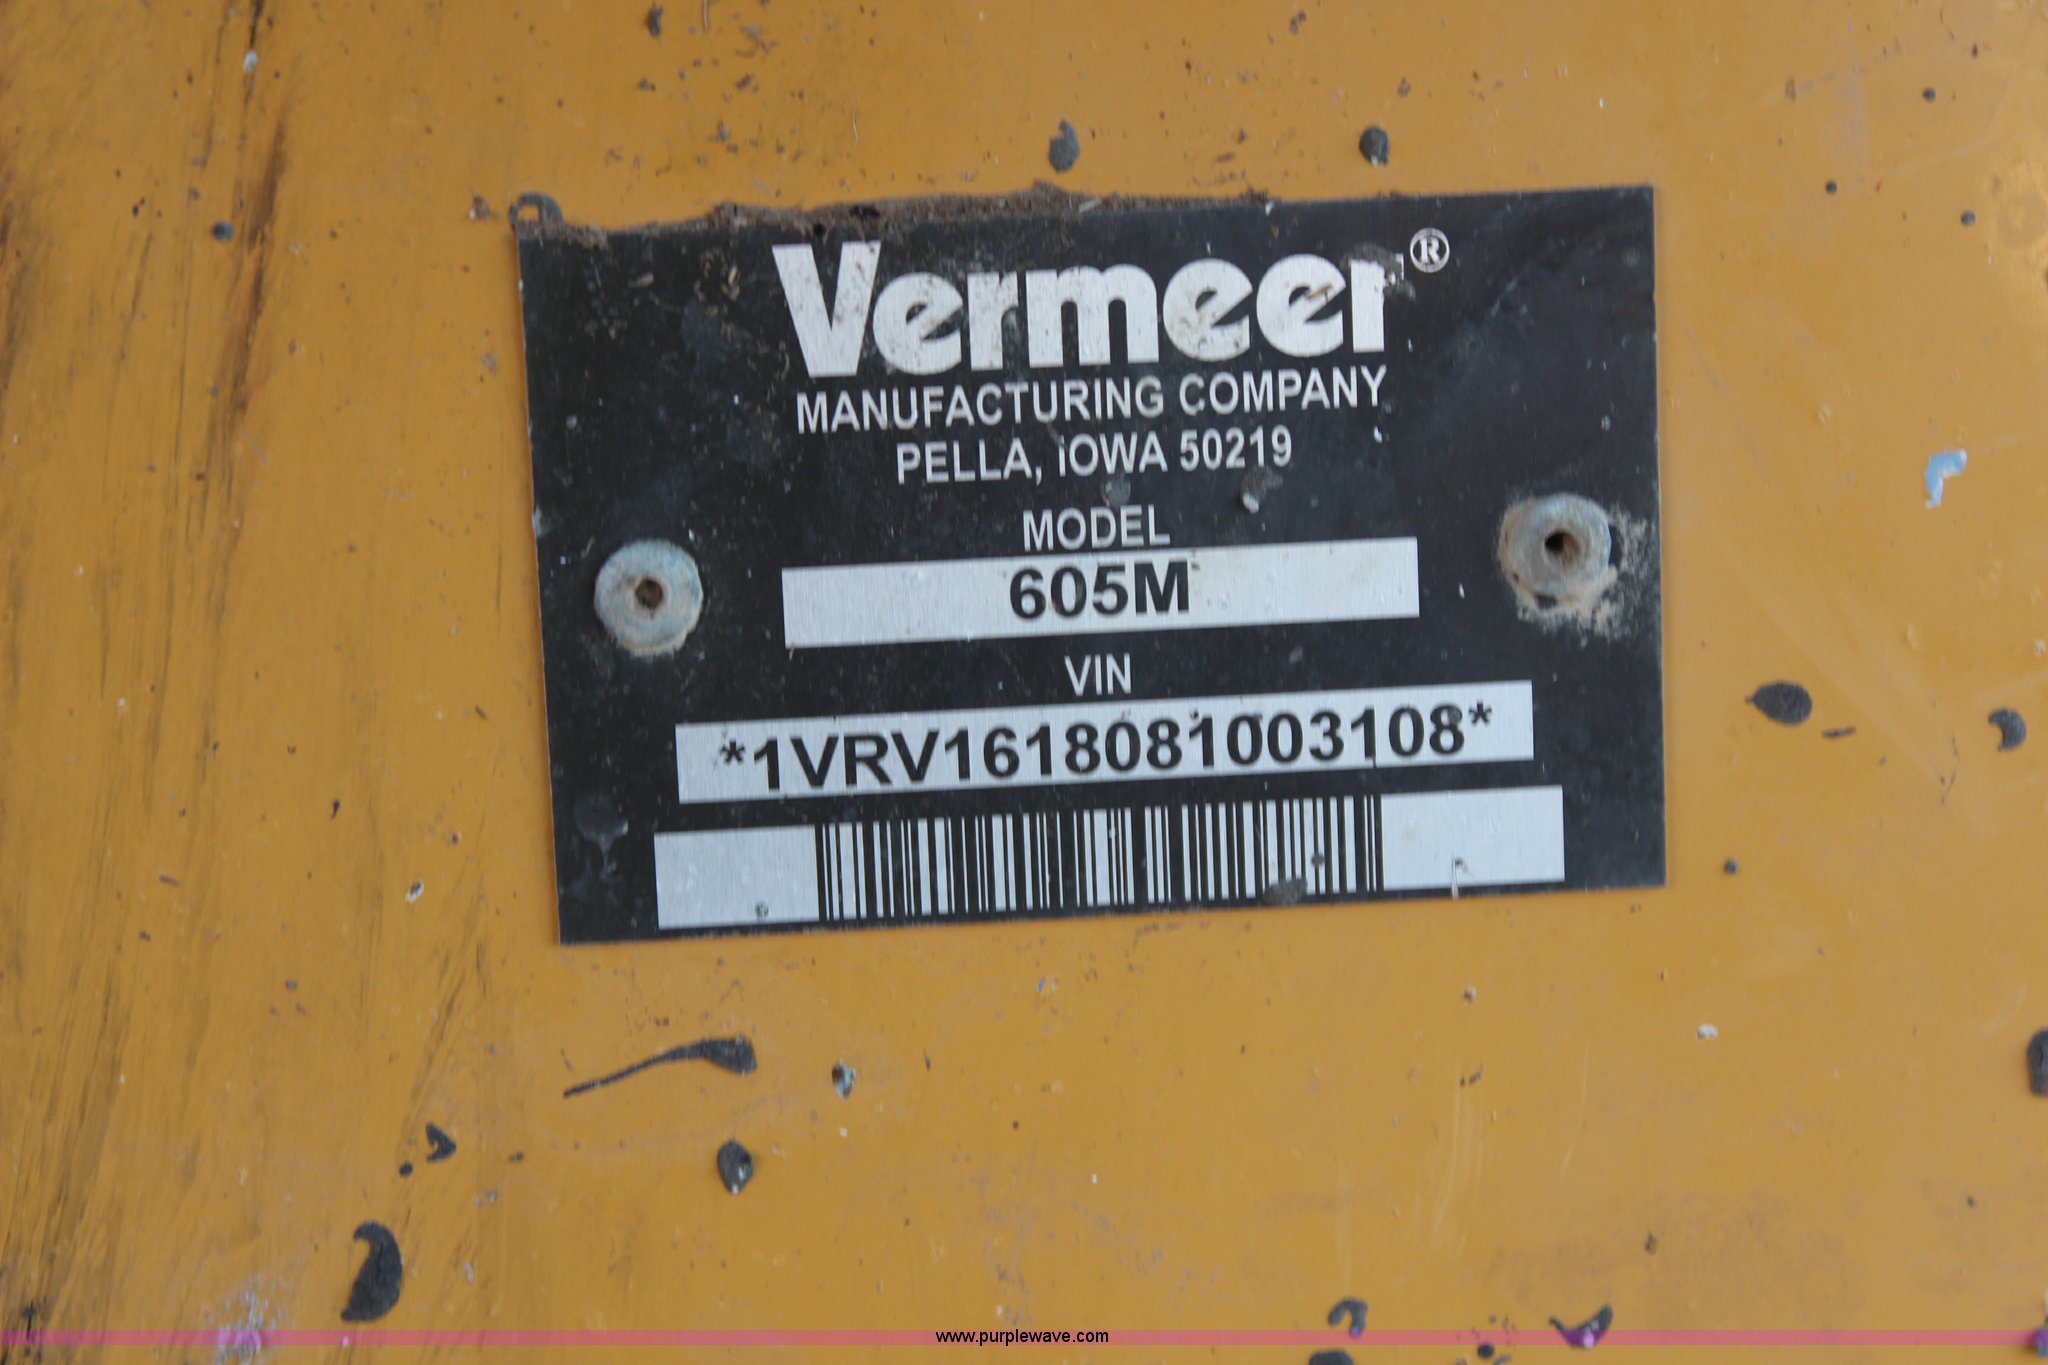 Vermeer®
MANUFACTURING COMPANY
PELLA, IOWA 50219
MODEL
605M
VIN
*1VRV1618081003108*
www.purplewave.com